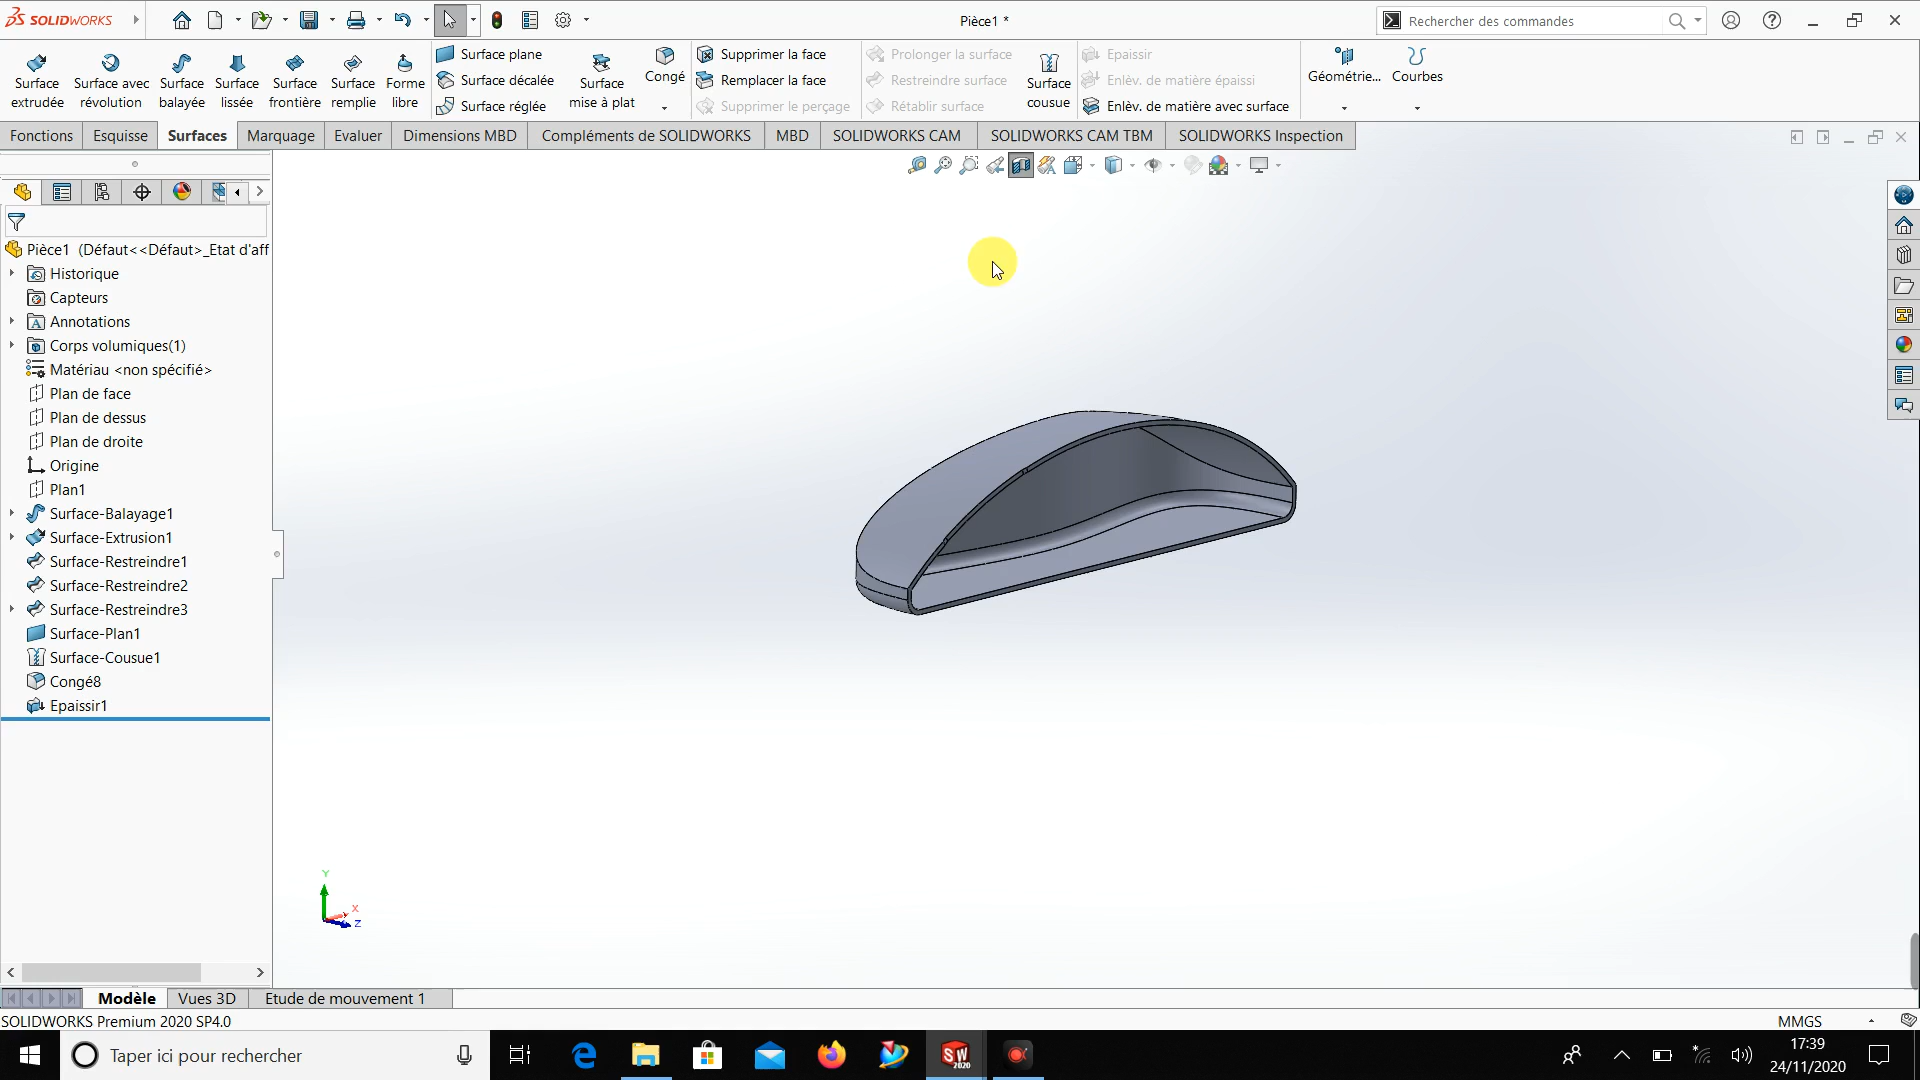 SOLIDWORKS
Pièce1 *
Rechercher des commandes
Surface extrudée
Surface avec révolution
Surface balayée
Surface lissée
Surface frontière
Surface remplie
Forme libre
Surface plane
Surface décalée
Surface réglée
Surface mise à plat
Congé
Supprimer la face
Remplacer la face
Supprimer le perçage
Prolonger la surface
Restreindre surface
Rétablir surface
Surface cousue
Epaissir
Enlèv. de matière épaissi
Enlèv. de matière avec surface
Géométrie...
Courbes
Fonctions
Esquisse
Surfaces
Marquage
Evaluer
Dimensions MBD
Compléments de SOLIDWORKS
MBD
SOLIDWORKS CAM
SOLIDWORKS CAM TBM
SOLIDWORKS Inspection
Pièce1 (Défaut<<Défaut>_Etat d'aff
Historique
Capteurs
Annotations
Corps volumiques(1)
Matériau <non spécifié>
Plan de face
Plan de dessus
Plan de droite
Origine
Plan1
Surface-Balayage1
Surface-Extrusion1
Surface-Restreindre1
Surface-Restreindre2
Surface-Restreindre3
Surface-Plan1
Surface-Cousue1
Congé8
Epaissir1
Y
X
Z
Modèle
Vues 3D
Etude de mouvement 1
SOLIDWORKS Premium 2020 SP4.0
MMGS
Taper ici pour rechercher
SW
2020
17:39
24/11/2020